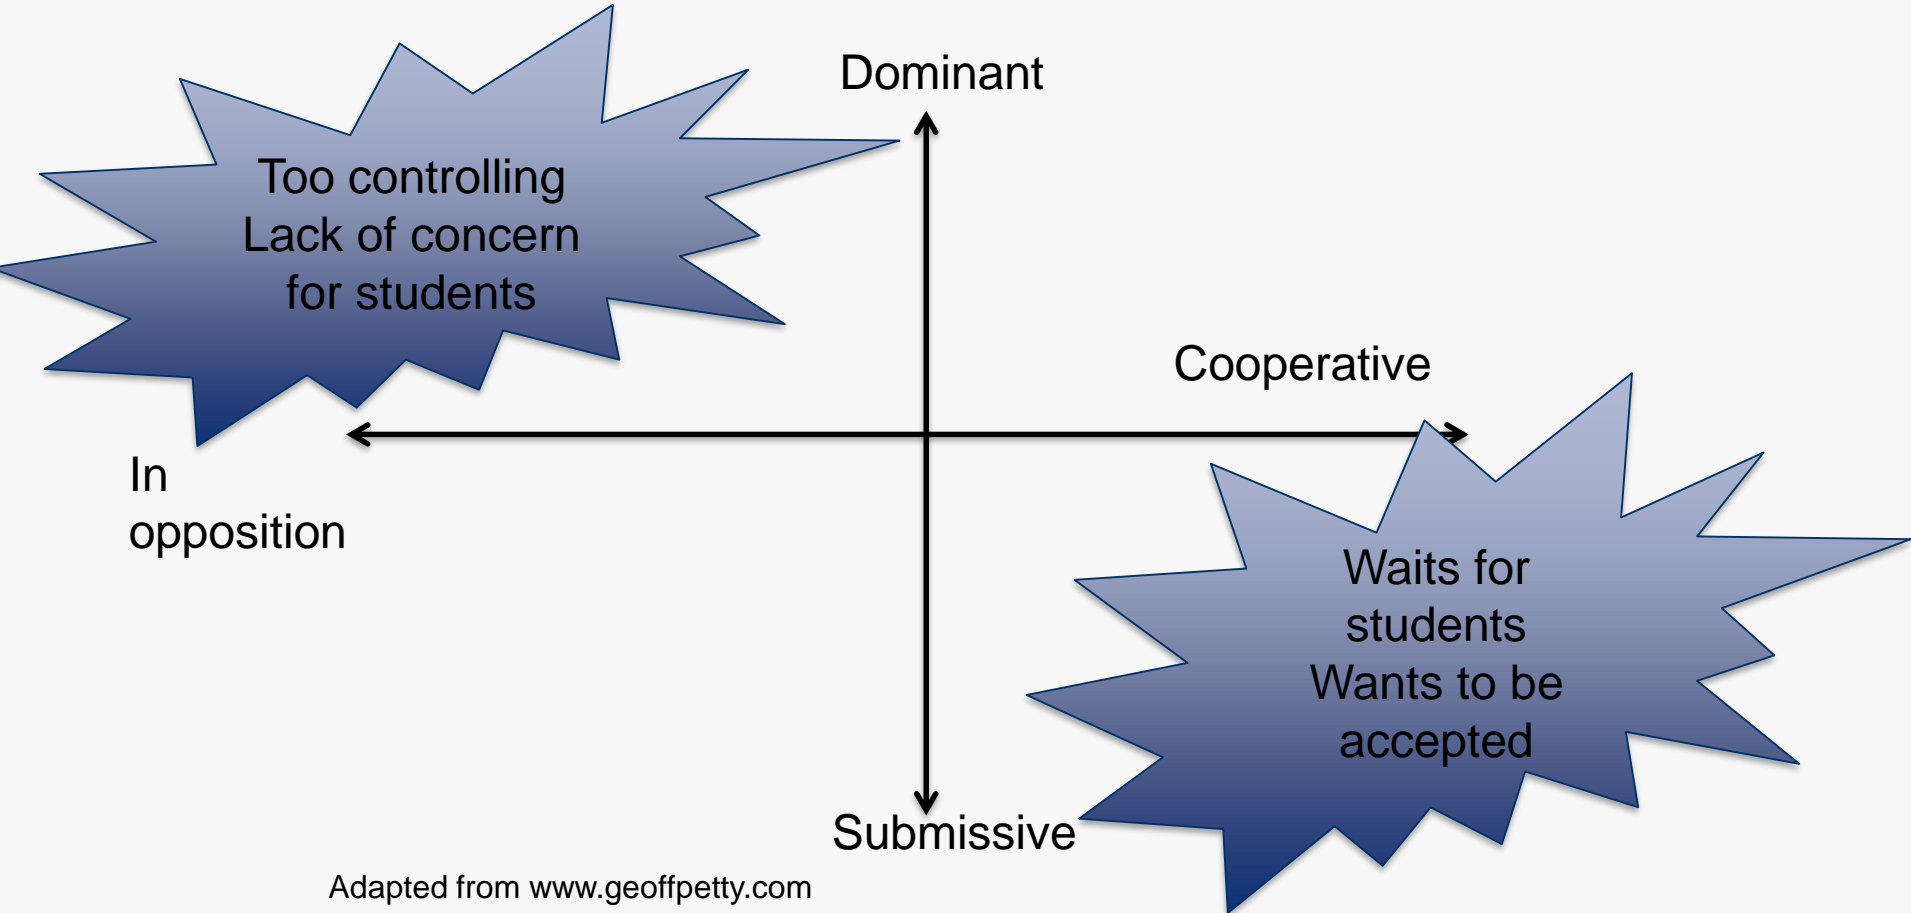 Dominant
Too controlling
Lack of concern
for students
Cooperative
In
opposition
Waits for
students
Wants to be
accepted
Submissive
Adapted from www.geoffpetty.com